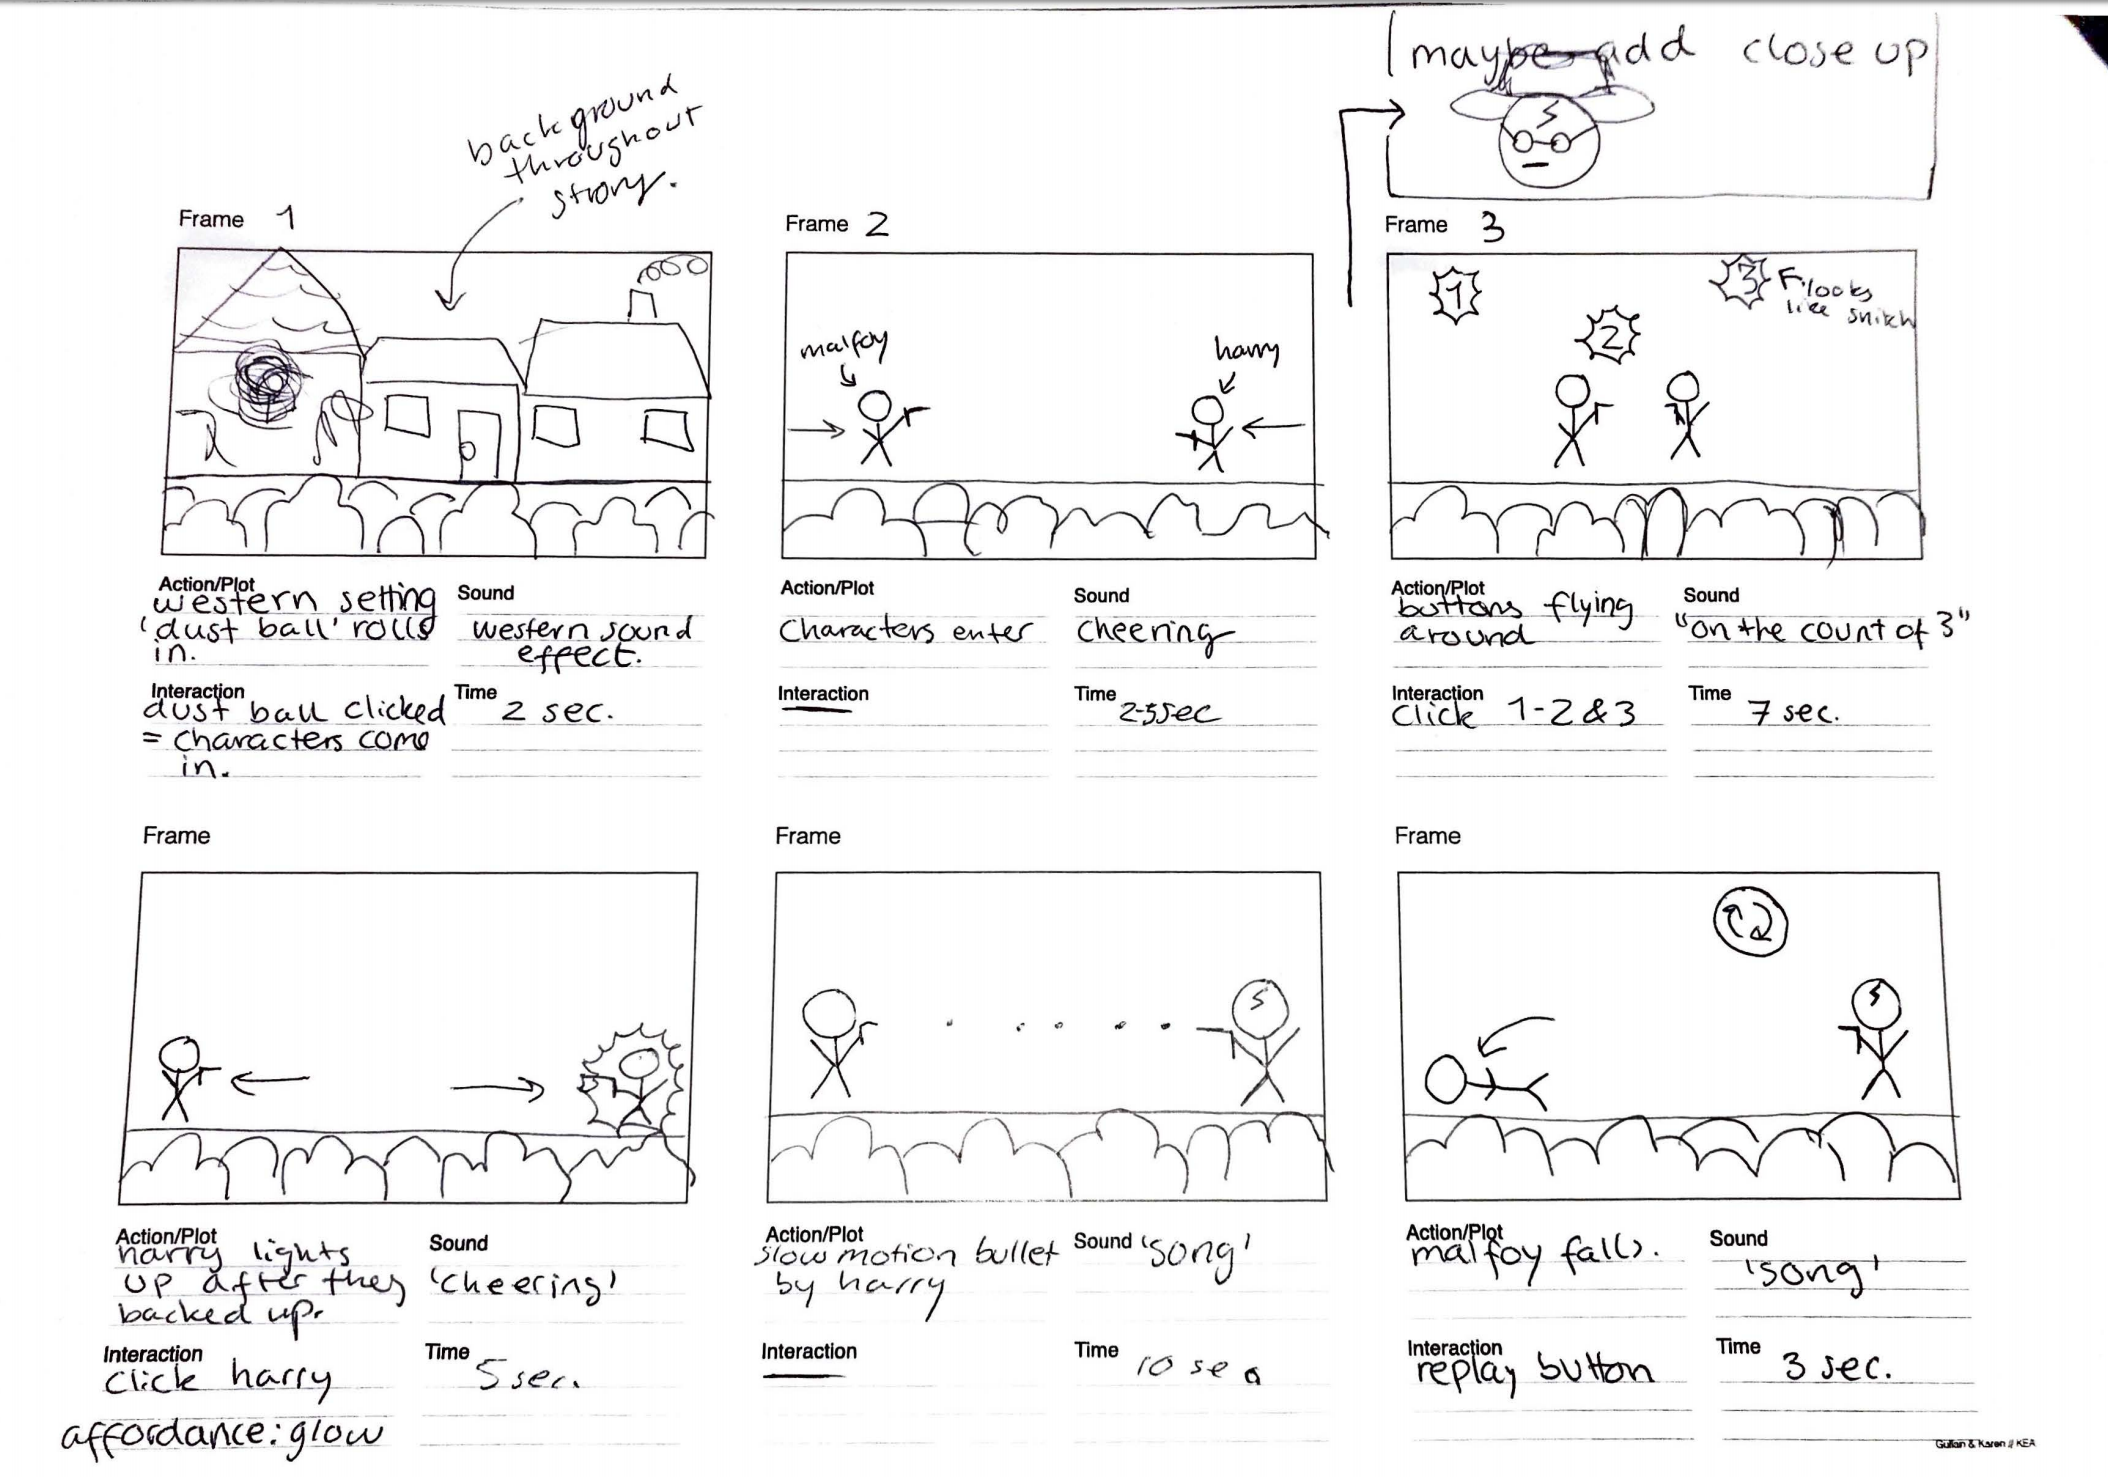 maybe add close up
background
throughout
story.
Frame 1
Frame 2
Frame 3
malfoy
harry
1
2
3
looks
like snitch
Action/Plot
western setting
'dust ball' rolls
in.
Sound
western sound
effect.
Interaction
dust ball clicked
= characters come
in.
Time 2 sec.
Action/Plot
Characters enter
Sound
cheering
Interaction
Time
Action/Plot
buttons flying
around
Sound
"on the count of 3"
Interaction
click 1-2 & 3
Time 7 sec.
Frame
Frame
Frame
Action/Plot
harry lights
up after they
backed up.
Sound
'cheering'
Interaction
click harry
affordance: glow
Time
5 sec.
Action/Plot
slow motion bullet
by harry
Sound 'song'
Interaction
Time 10 se
Action/Plot
malfoy falls.
Sound
'song'
Interaction
replay button
Time 3 sec.
& Karen // KEA